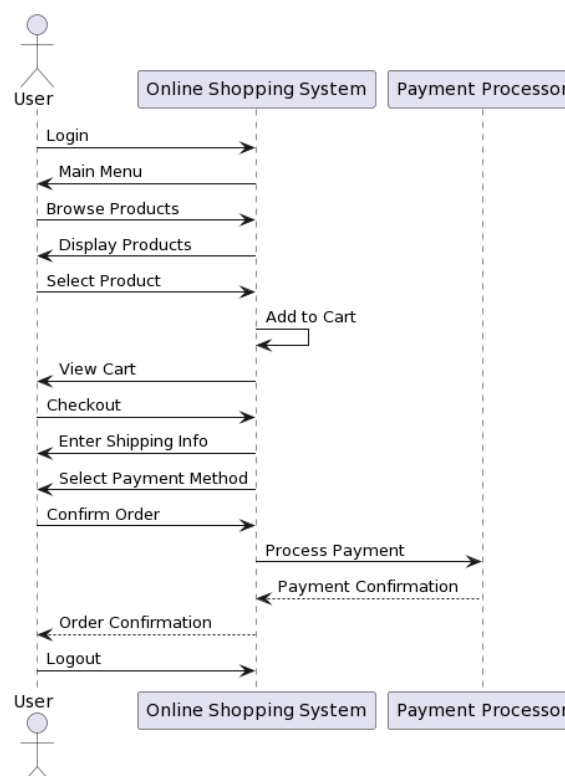 User
Online Shopping System
Payment Processor
Login
Main Menu
Browse Products
Display Products
Select Product
Add to Cart
View Cart
Checkout
Enter Shipping Info
Select Payment Method
Confirm Order
Process Payment
Payment Confirmation
Order Confirmation
Logout
User
Online Shopping System
Payment Processor